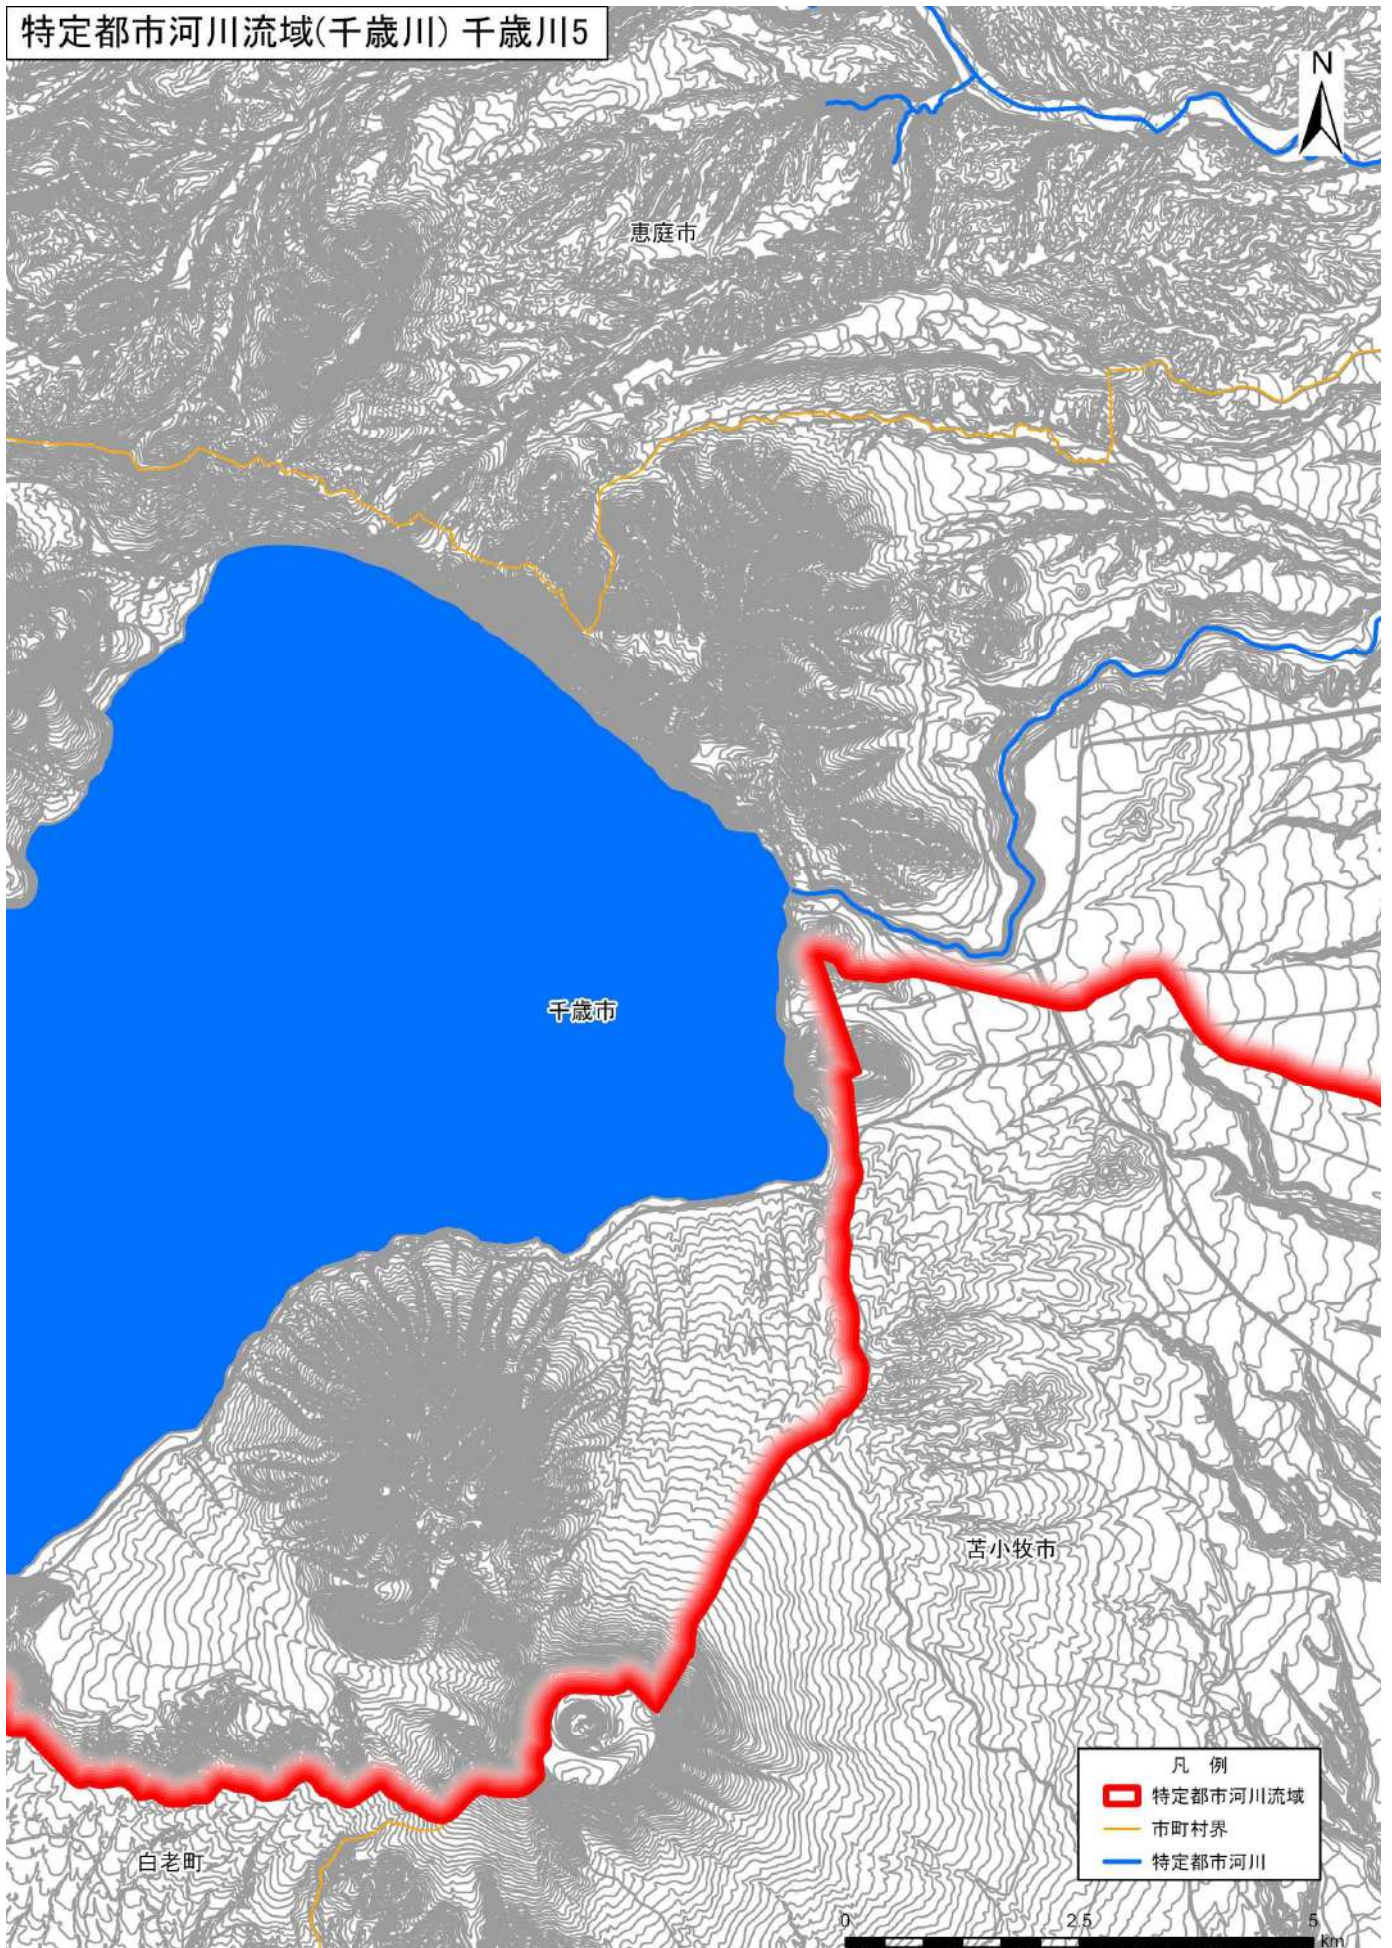 特定都市河川流域(千歳川) 千歳川5
N
恵庭市
千歳市
苫小牧市
白老町
凡 例
特定都市河川流域
市町村界
特定都市河川
0 2.5 5
km